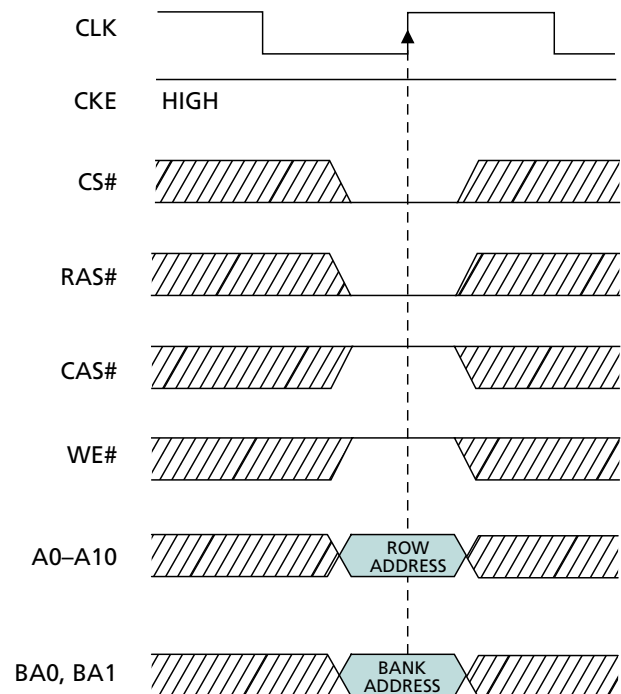 CLK
CKE HIGH
CS#
RAS#
CAS#
WE#
A0–A10
ROW
ADDRESS
BA0, BA1
BANK
ADDRESS